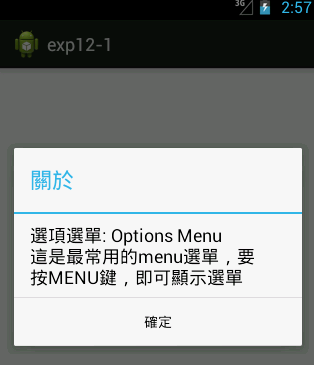 3G 2:57
exp12-1
關於
選項選單: Options Menu
這是最常用的menu選單，要
按MENU鍵，即可顯示選單
確定